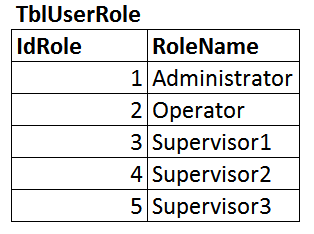 TblUserRole
IdRole RoleName
1 Administrator
2 Operator
3 Supervisor1
4 Supervisor2
5 Supervisor3